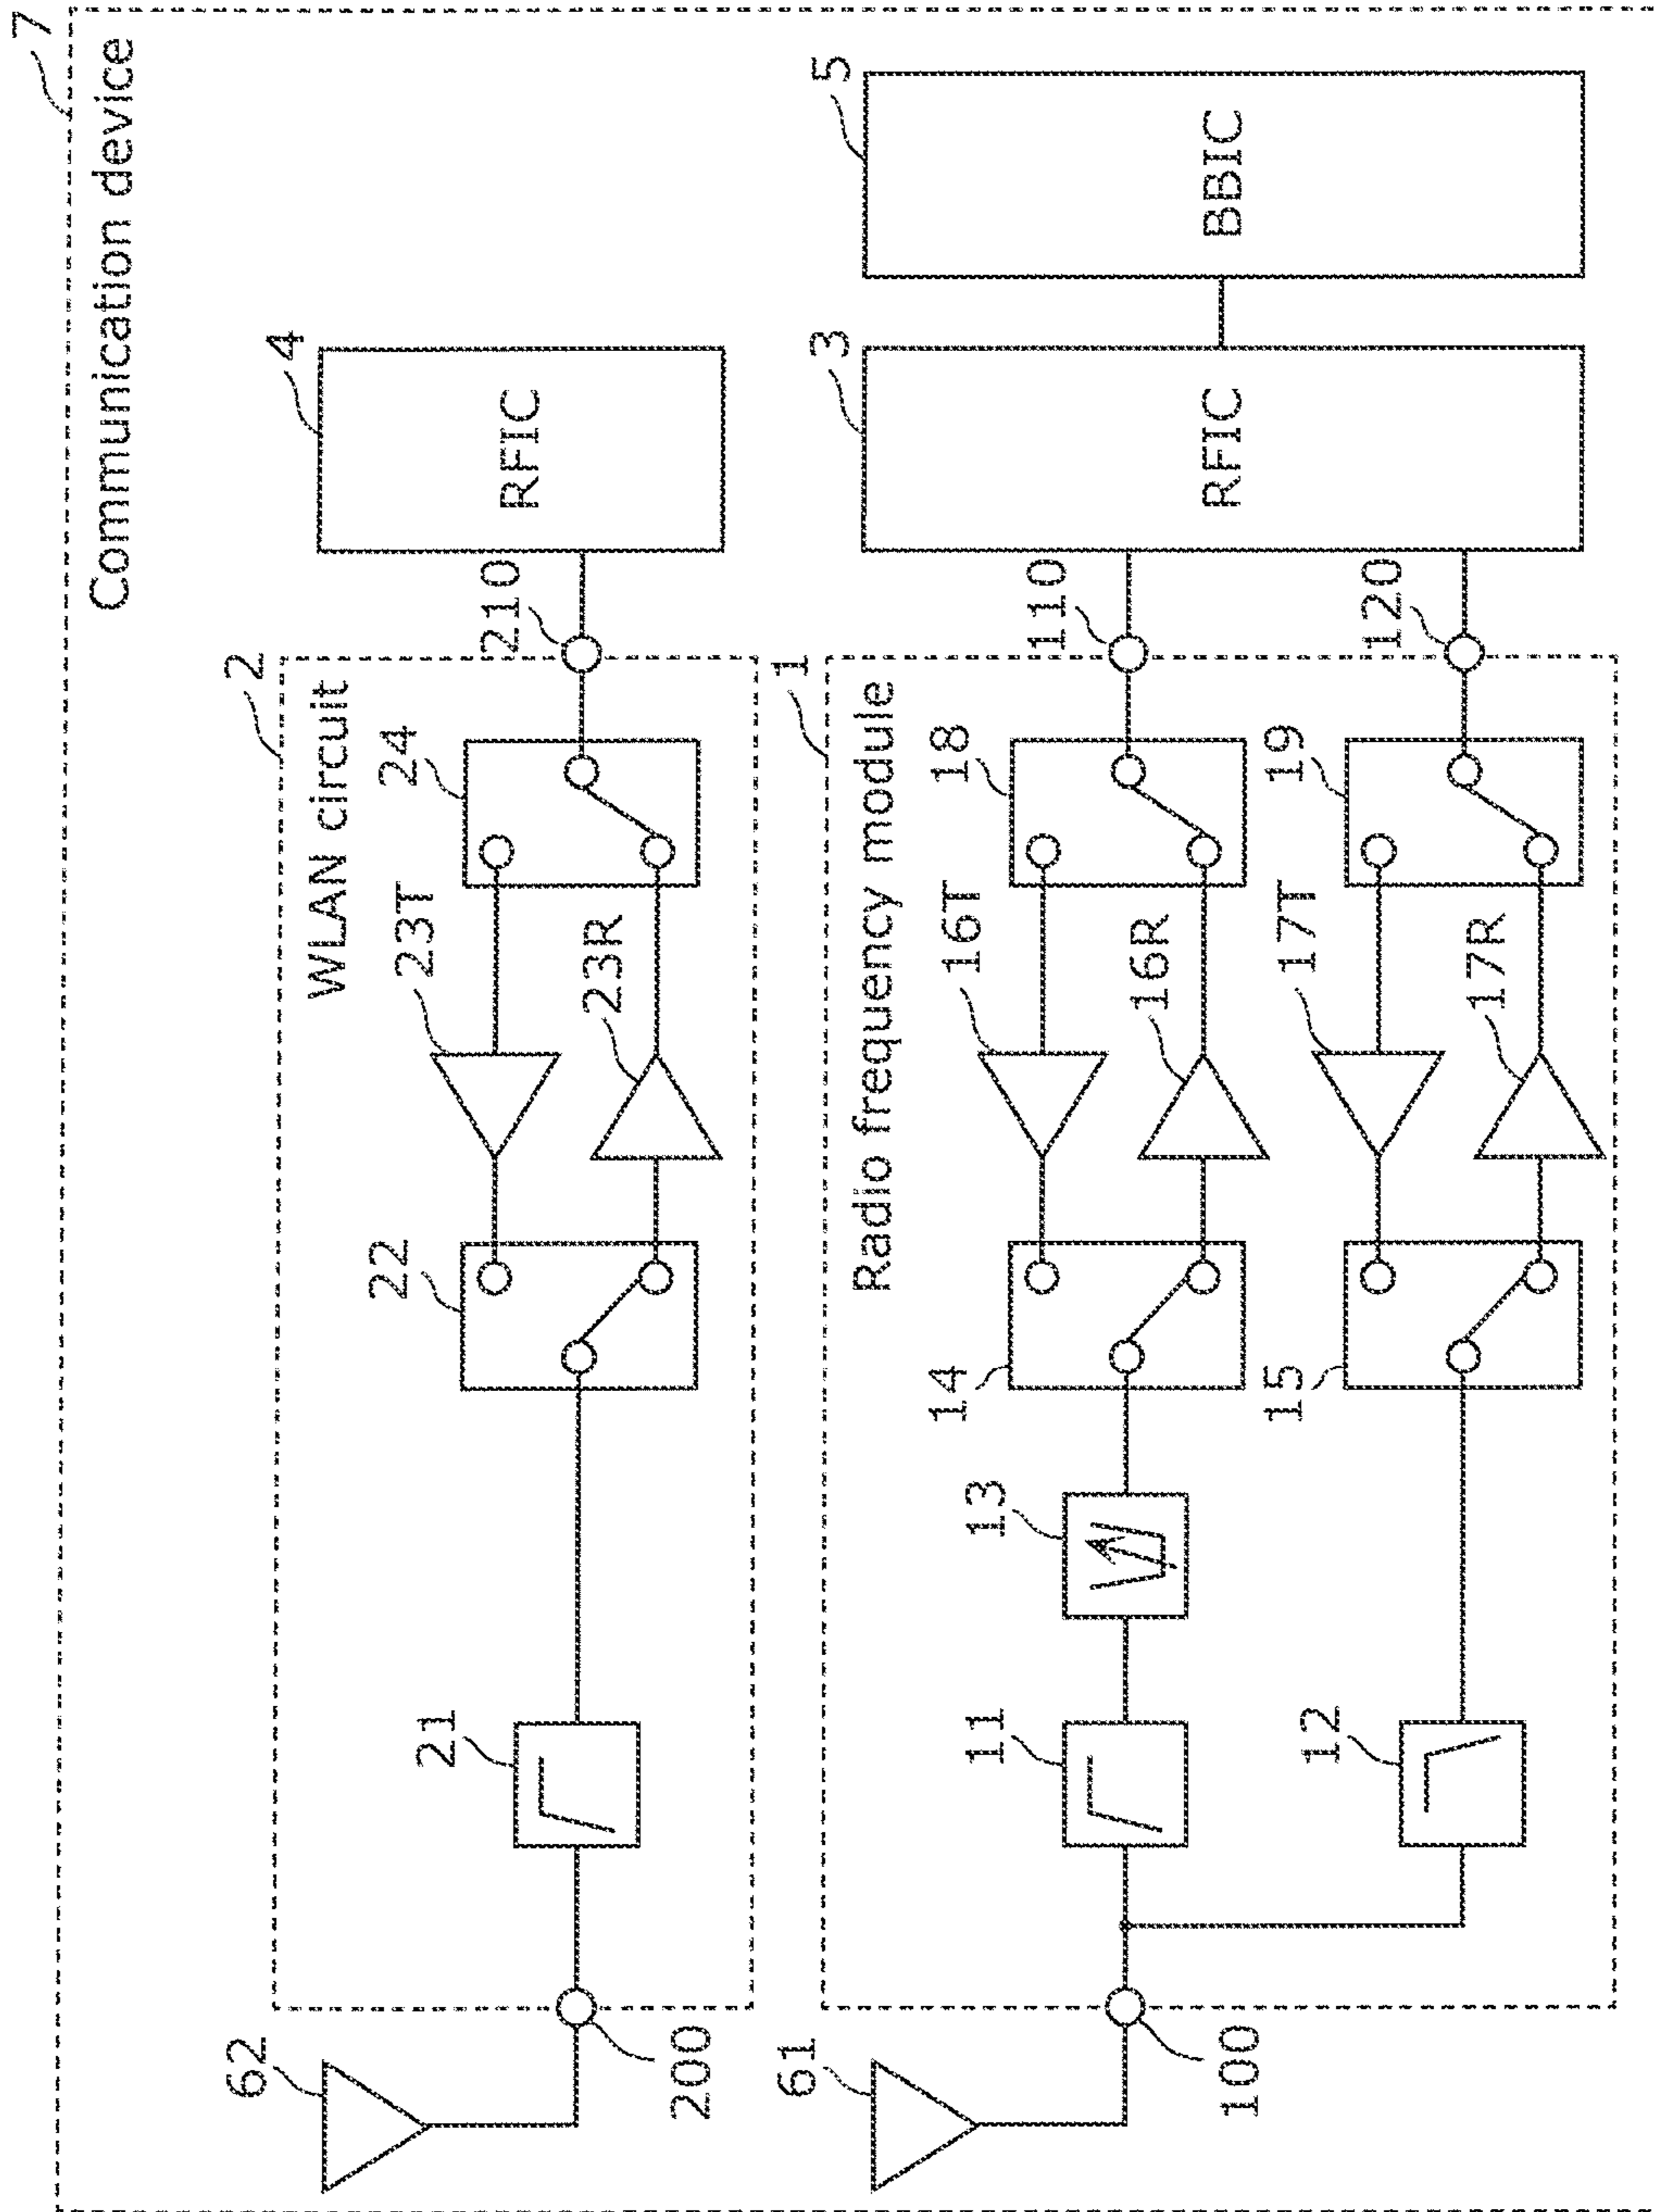 7
Communication device
2
WLAN circuit
62
200
21
22
23T
23R
24
210
4
RFIC
1
Radio frequency module
61
100
11
13
14
16T
16R
18
110
12
15
17T
17R
19
120
3
RFIC
5
BBIC